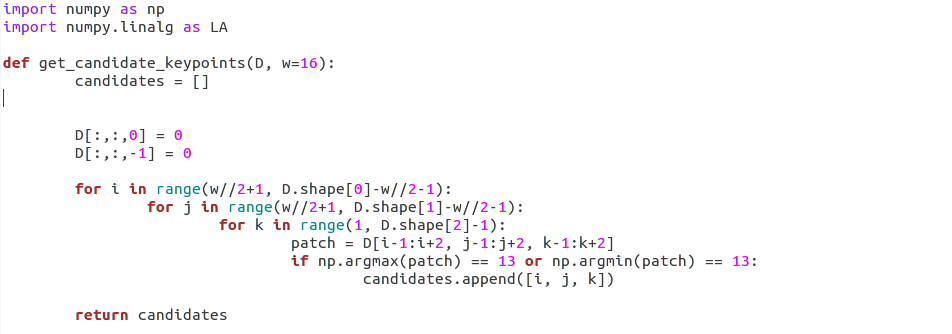 import numpy as np
import numpy.linalg as LA
def get_candidate_keypoints(D, w=16):
candidates = []
D[:,:,0] = 0
D[:,:,-1] = 0
for i in range(w//2+1, D.shape[0]-w//2-1):
for j in range(w//2+1, D.shape[1]-w//2-1):
for k in range(1, D.shape[2]-1):
patch = D[i-1:i+2, j-1:j+2, k-1:k+2]
if np.argmax(patch) == 13 or np.argmin(patch) == 13:
candidates.append([i, j, k])
return candidates